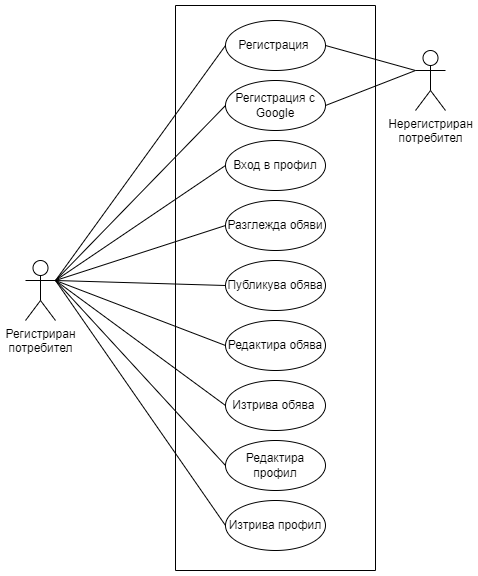 Регистрация
Регистрация с
Google
Вход в профил
Разглежда обяви
Публикува обява
Редактира обява
Изтрива обява
Редактира
профил
Изтрива профил
Нерегистриран
потребител
Регистриран
потребител